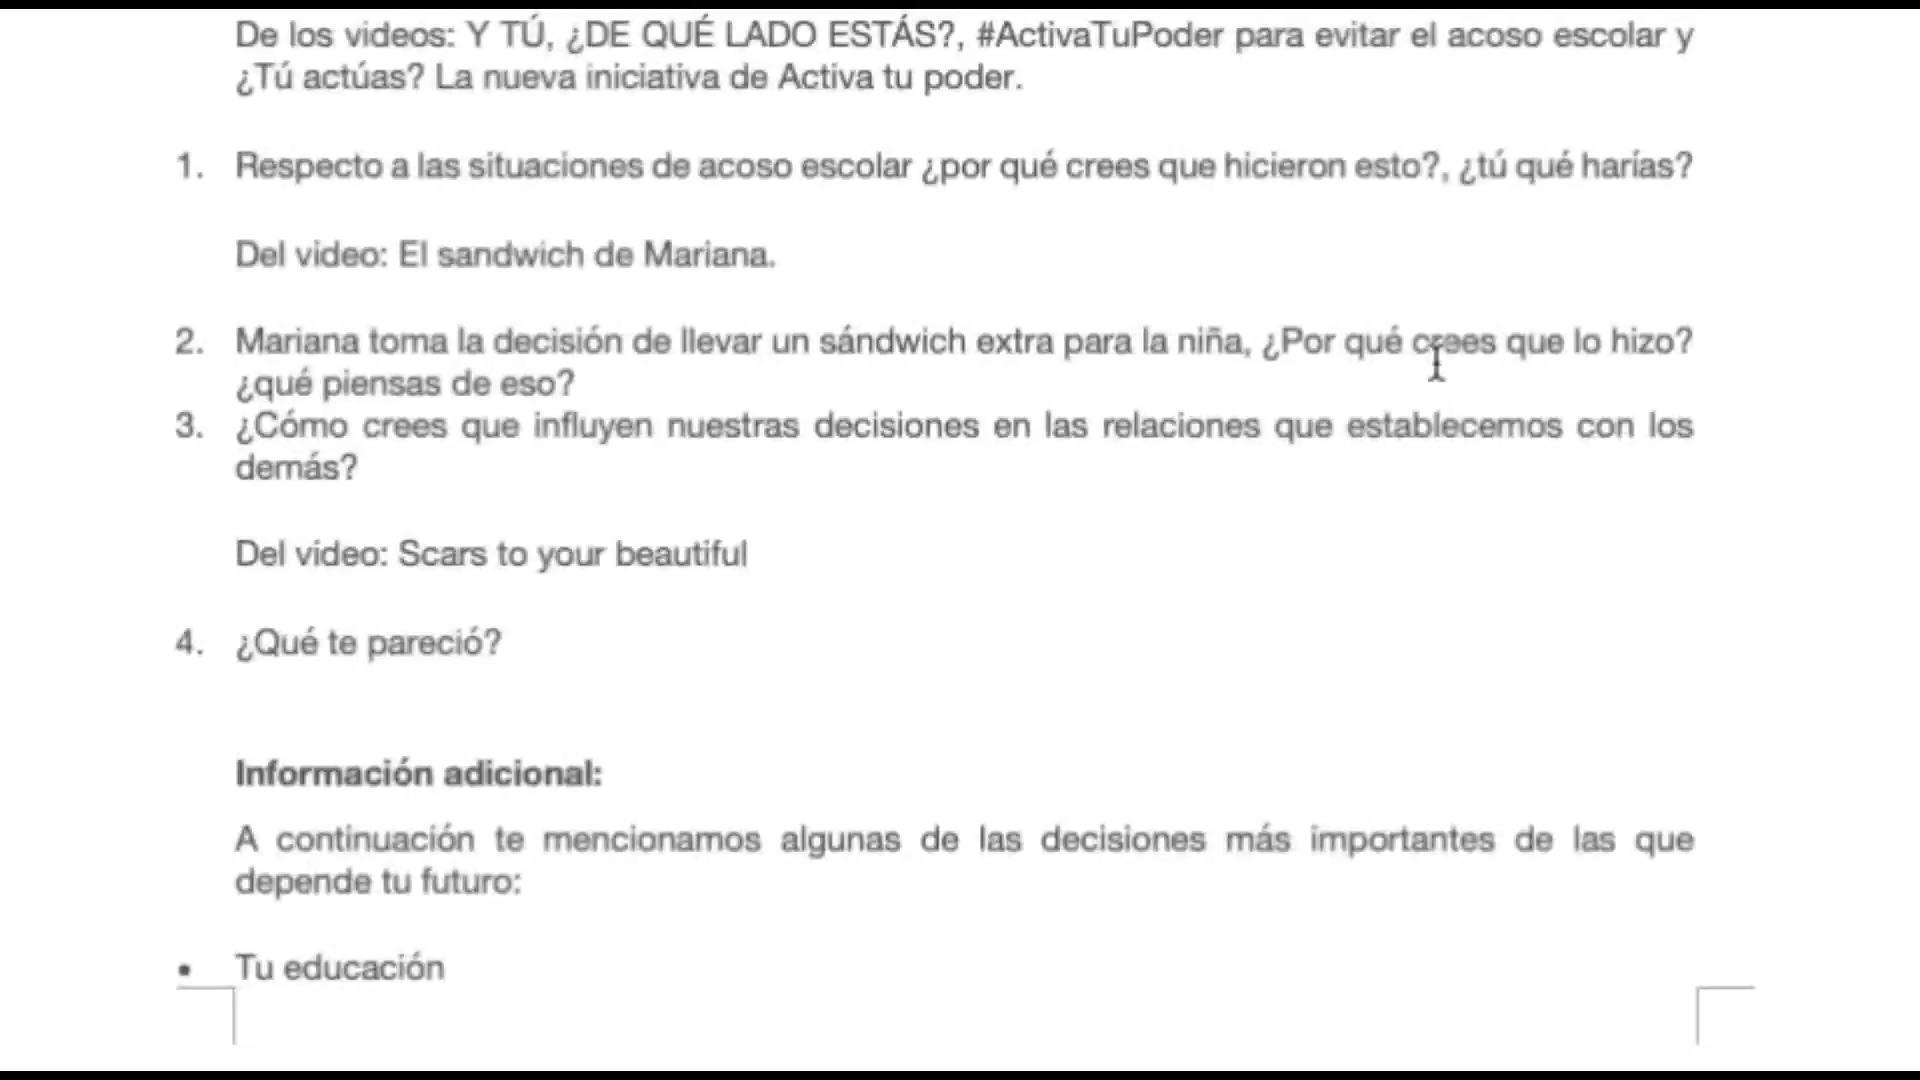 De los videos: Y TÚ, ¿DE QUÉ LADO ESTÁS?, #ActivaTuPoder para evitar el acoso escolar y
¿Tú actúas? La nueva iniciativa de Activa tu poder.
1. Respecto a las situaciones de acoso escolar ¿por qué crees que hicieron esto?, ¿tú qué harías?
Del video: El sandwich de Mariana.
2. Mariana toma la decisión de llevar un sándwich extra para la niña, ¿Por qué crees que lo hizo?
¿qué piensas de eso?
3. ¿Cómo crees que influyen nuestras decisiones en las relaciones que establecemos con los
demás?
Del video: Scars to your beautiful
4. ¿Qué te pareció?
Información adicional:
A continuación te mencionamos algunas de las decisiones más importantes de las que
depende tu futuro:
• Tu educación